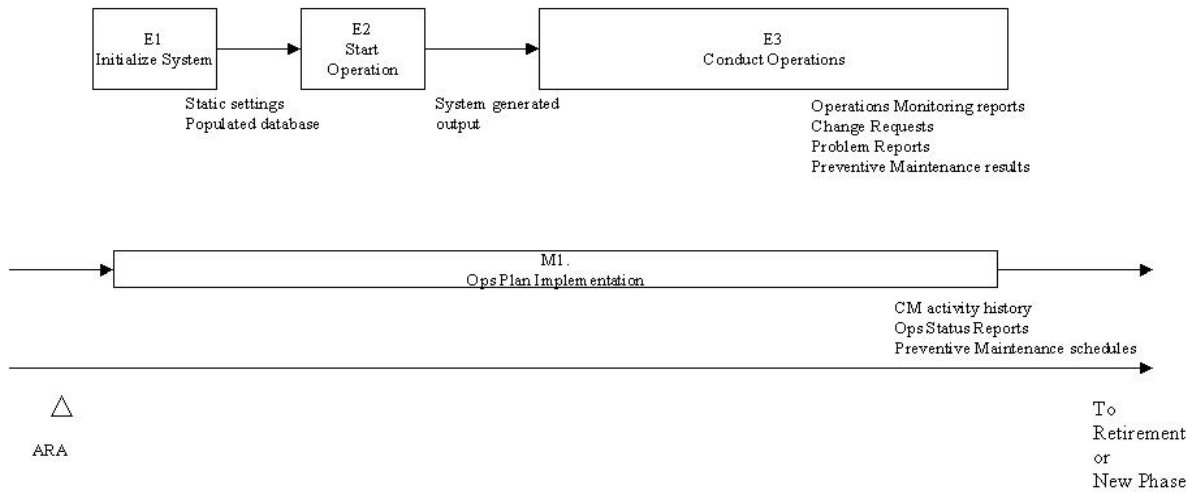 E1
Initialize System
E2
Start
Operation
E3
Conduct Operations
Static settings
Populated database
System generated
output
Operations Monitoring reports
Change Requests
Problem Reports
Preventive Maintenance results
M1.
Ops Plan Implementation
CM activity history
Ops Status Reports
Preventive Maintenance schedules
ARA
To
Retirement
or
New Phase